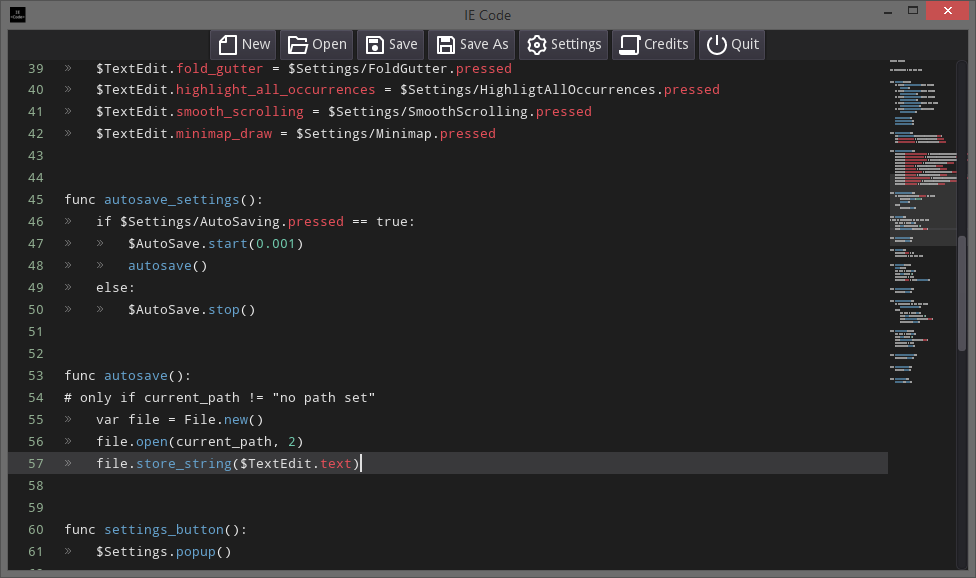 IE Code
New Open Save Save As Settings Credits Quit
39 » $TextEdit.fold_gutter = $Settings/FoldGutter.pressed
40 » $TextEdit.highlight_all_occurrences = $Settings/HighligtAllOccurrences.pressed
41 » $TextEdit.smooth_scrolling = $Settings/SmoothScrolling.pressed
42 » $TextEdit.minimap_draw = $Settings/Minimap.pressed
43
44
45 func autosave_settings():
46 » if $Settings/AutoSaving.pressed == true:
47 » » $AutoSave.start(0.001)
48 » » autosave()
49 » else:
50 » » $AutoSave.stop()
51
52
53 func autosave():
54 # only if current_path != "no path set"
55 » var file = File.new()
56 » file.open(current_path, 2)
57 » file.store_string($TextEdit.text)
58
59
60 func settings_button():
61 » $Settings.popup()